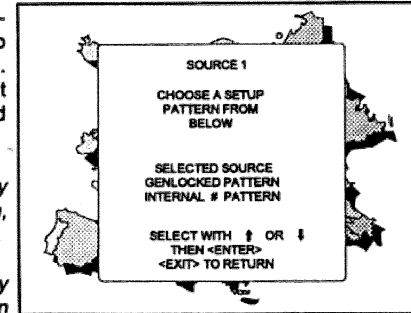 SOURCE 1
CHOOSE A SETUP
PATTERN FROM
BELOW
SELECTED SOURCE
GENLOCKED PATTERN
INTERNAL # PATTERN
SELECT WITH ⬆ OR ⬇
THEN <ENTER>
<EXIT> TO RETURN